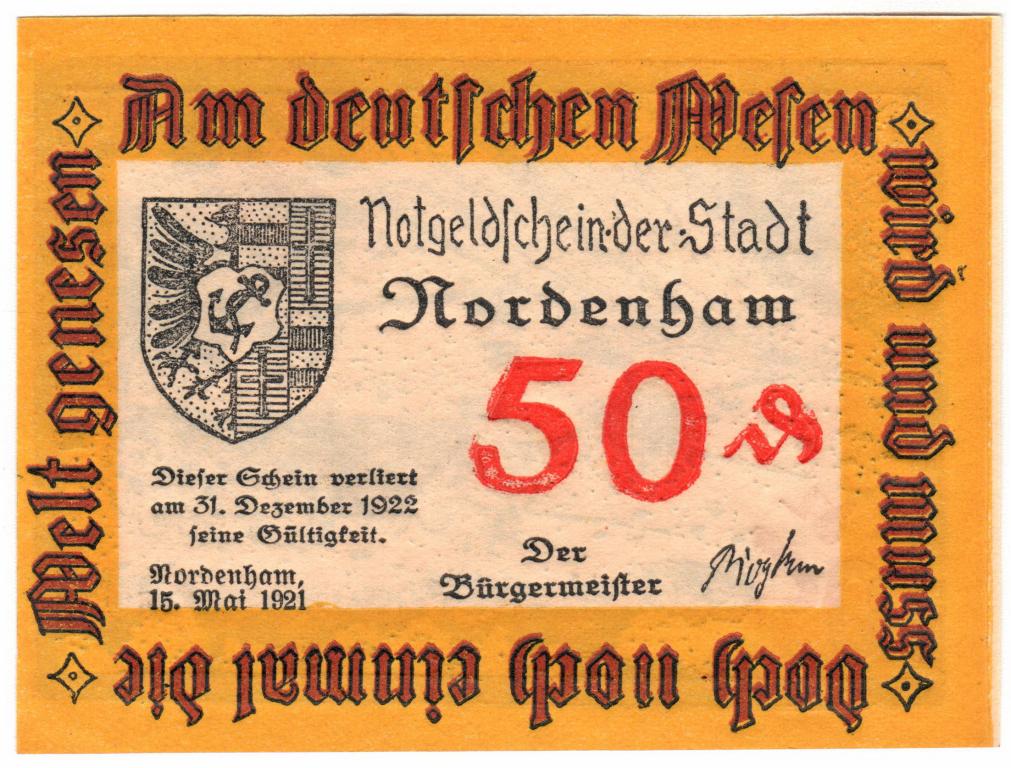 Am deutschen Wesen
wird und muss
doch noch einmal die
Welt genesen
Notgeldschein·der·Stadt
Nordenham
50 ₰
Dieser Schein verliert
am 31. Dezember 1922
seine Gültigkeit.
Nordenham,
15. Mai 1921
Der
Bürgermeister